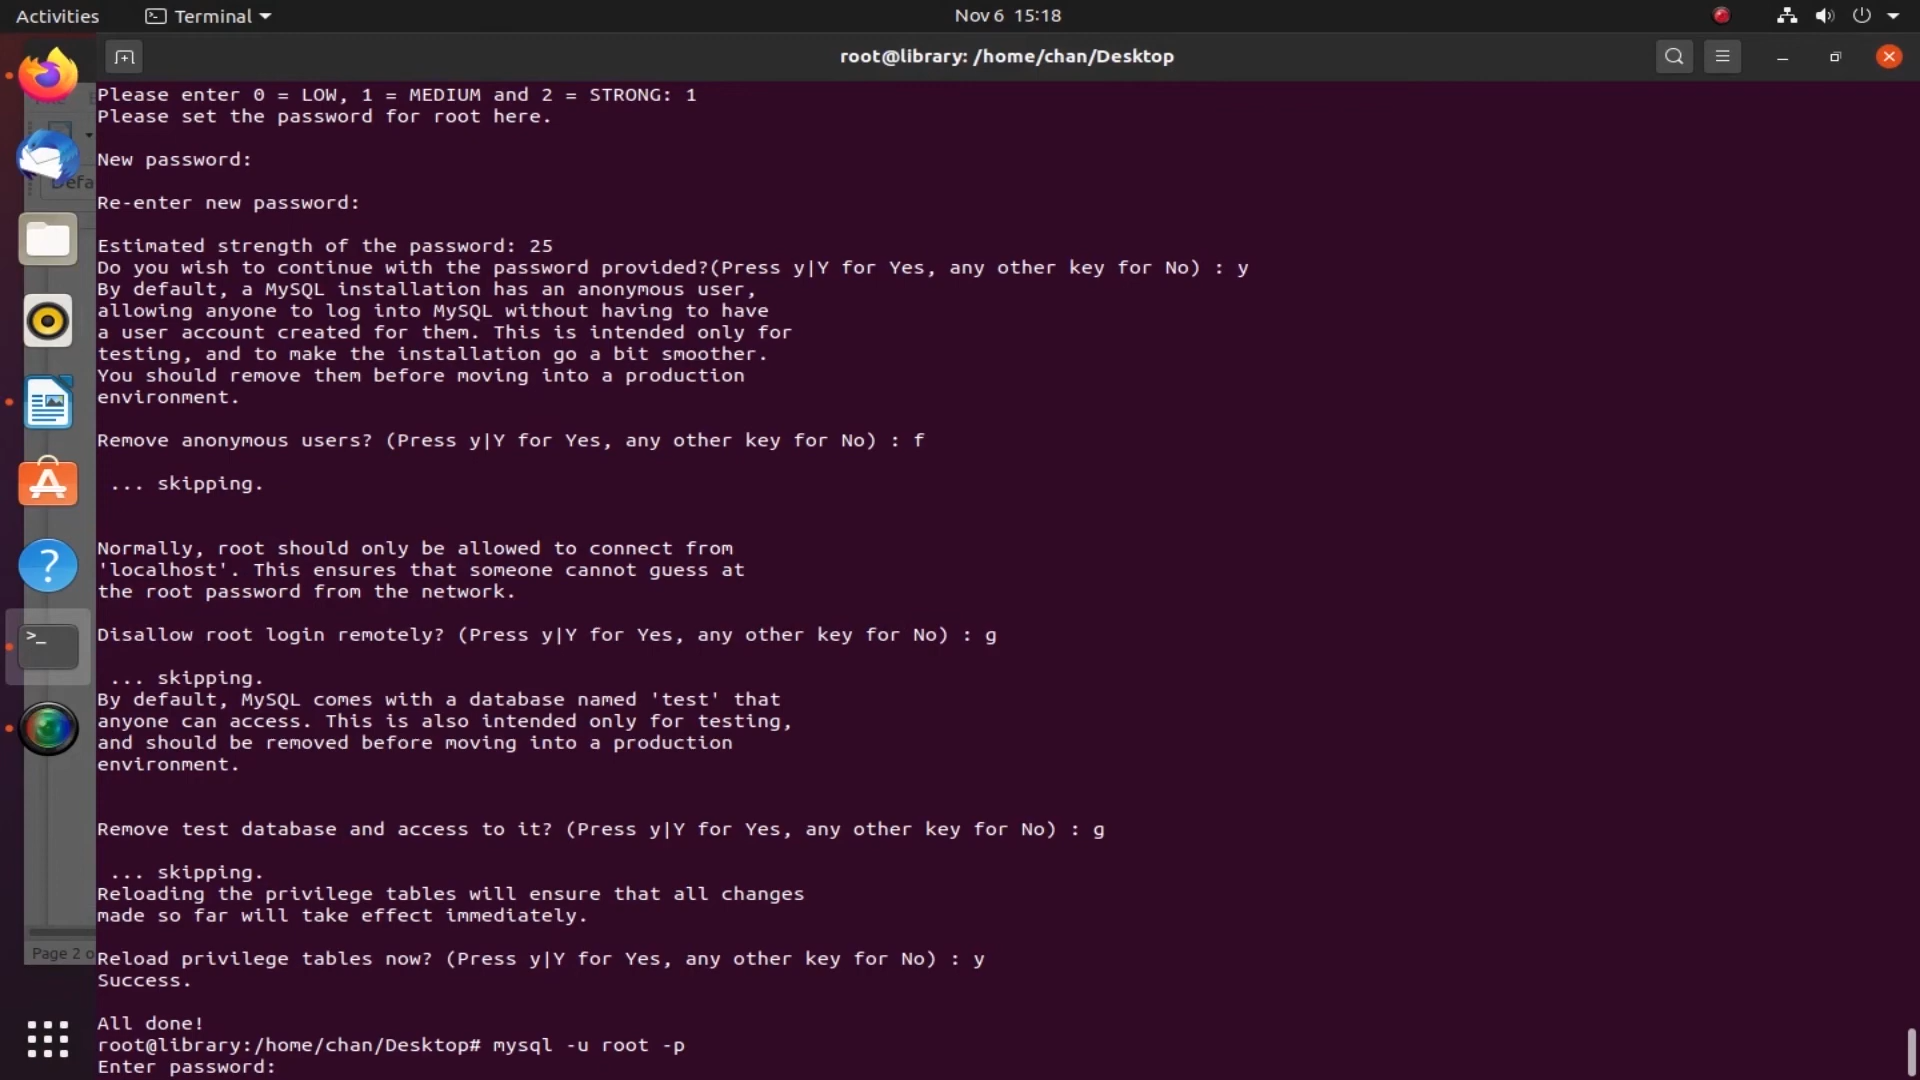 Activities
Terminal
Nov 6 15:18
root@library: /home/chan/Desktop
Please enter 0 = LOW, 1 = MEDIUM and 2 = STRONG: 1
Please set the password for root here.
New password:
Re-enter new password:
Defa
Estimated strength of the password: 25
Do you wish to continue with the password provided?(Press y|Y for Yes, any other key for No) : y
By default, a MySQL installation has an anonymous user,
allowing anyone to log into MySQL without having to have
a user account created for them. This is intended only for
testing, and to make the installation go a bit smoother.
You should remove them before moving into a production
environment.
Remove anonymous users? (Press y|Y for Yes, any other key for No) : f
... skipping.
Normally, root should only be allowed to connect from
'localhost'. This ensures that someone cannot guess at
the root password from the network.
Disallow root login remotely? (Press y|Y for Yes, any other key for No) : g
... skipping.
By default, MySQL comes with a database named 'test' that
anyone can access. This is also intended only for testing,
and should be removed before moving into a production
environment.
Remove test database and access to it? (Press y|Y for Yes, any other key for No) : g
... skipping.
Reloading the privilege tables will ensure that all changes
made so far will take effect immediately.
Page 2 o
Reload privilege tables now? (Press y|Y for Yes, any other key for No) : y
Success.
All done!
root@library:/home/chan/Desktop# mysql -u root -p
Enter password: